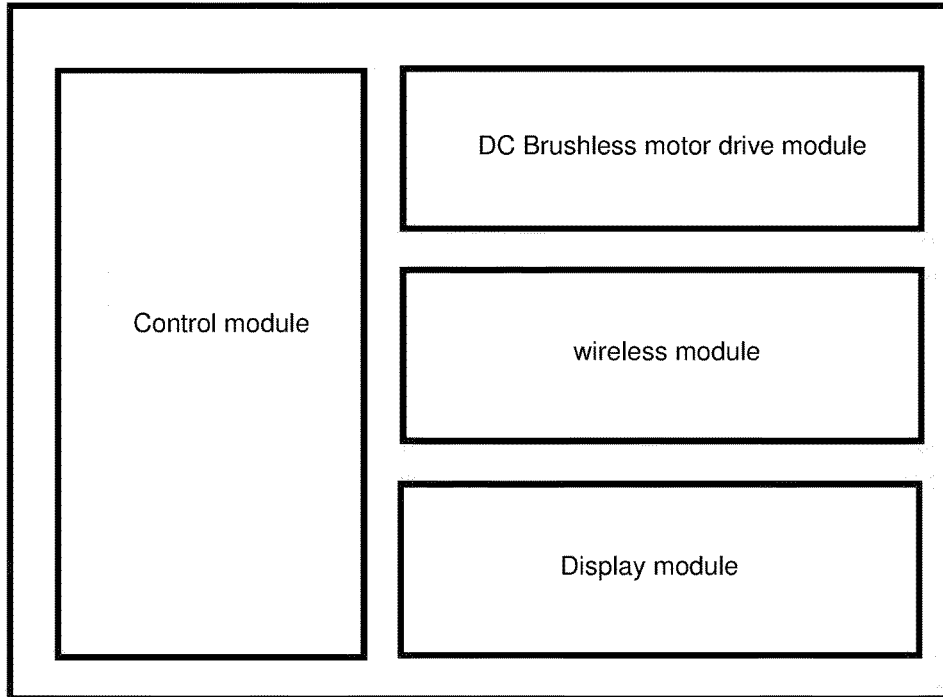 Control module
DC Brushless motor drive module
wireless module
Display module